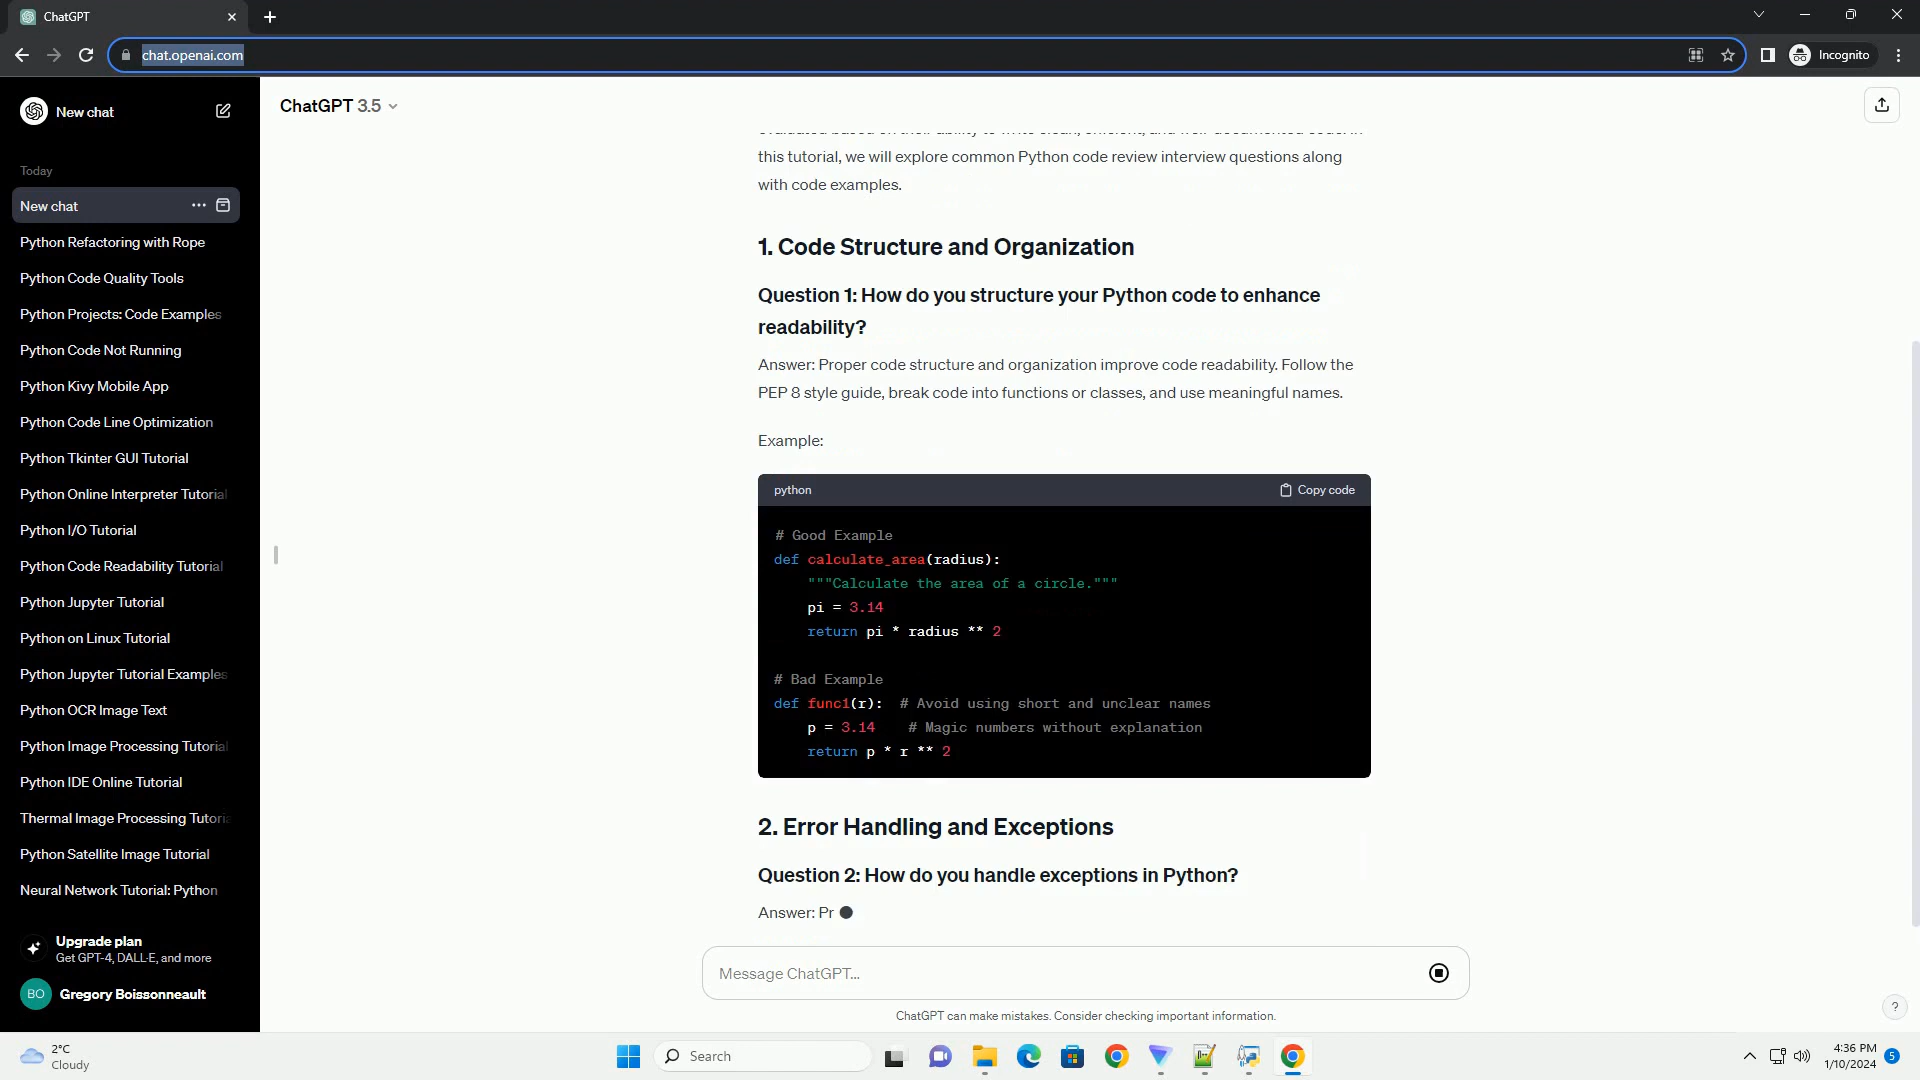 ChatGPT
chat.openai.com
Incognito
New chat
Today
New chat
Python Refactoring with Rope
Python Code Quality Tools
Python Projects: Code Examples
Python Code Not Running
Python Kivy Mobile App
Python Code Line Optimization
Python Tkinter GUI Tutorial
Python Online Interpreter Tutorial
Python I/O Tutorial
Python Code Readability Tutorial
Python Jupyter Tutorial
Python on Linux Tutorial
Python Jupyter Tutorial Examples
Python OCR Image Text
Python Image Processing Tutorial
Python IDE Online Tutorial
Thermal Image Processing Tutoria
Python Satellite Image Tutorial
Neural Network Tutorial: Python
Upgrade plan
Get GPT-4, DALL·E, and more
BO Gregory Boissonneault
ChatGPT 3.5
this tutorial, we will explore common Python code review interview questions along
with code examples.
1. Code Structure and Organization
Question 1: How do you structure your Python code to enhance
readability?
Answer: Proper code structure and organization improve code readability. Follow the
PEP 8 style guide, break code into functions or classes, and use meaningful names.
Example:
python Copy code
# Good Example
def calculate_area(radius):
"""Calculate the area of a circle."""
pi = 3.14
return pi * radius ** 2
# Bad Example
def func1(r): # Avoid using short and unclear names
p = 3.14 # Magic numbers without explanation
return p * r ** 2
2. Error Handling and Exceptions
Question 2: How do you handle exceptions in Python?
Answer: Pr
Message ChatGPT...
ChatGPT can make mistakes. Consider checking important information.
?
2°C
Cloudy
Search
4:36 PM
1/10/2024
5